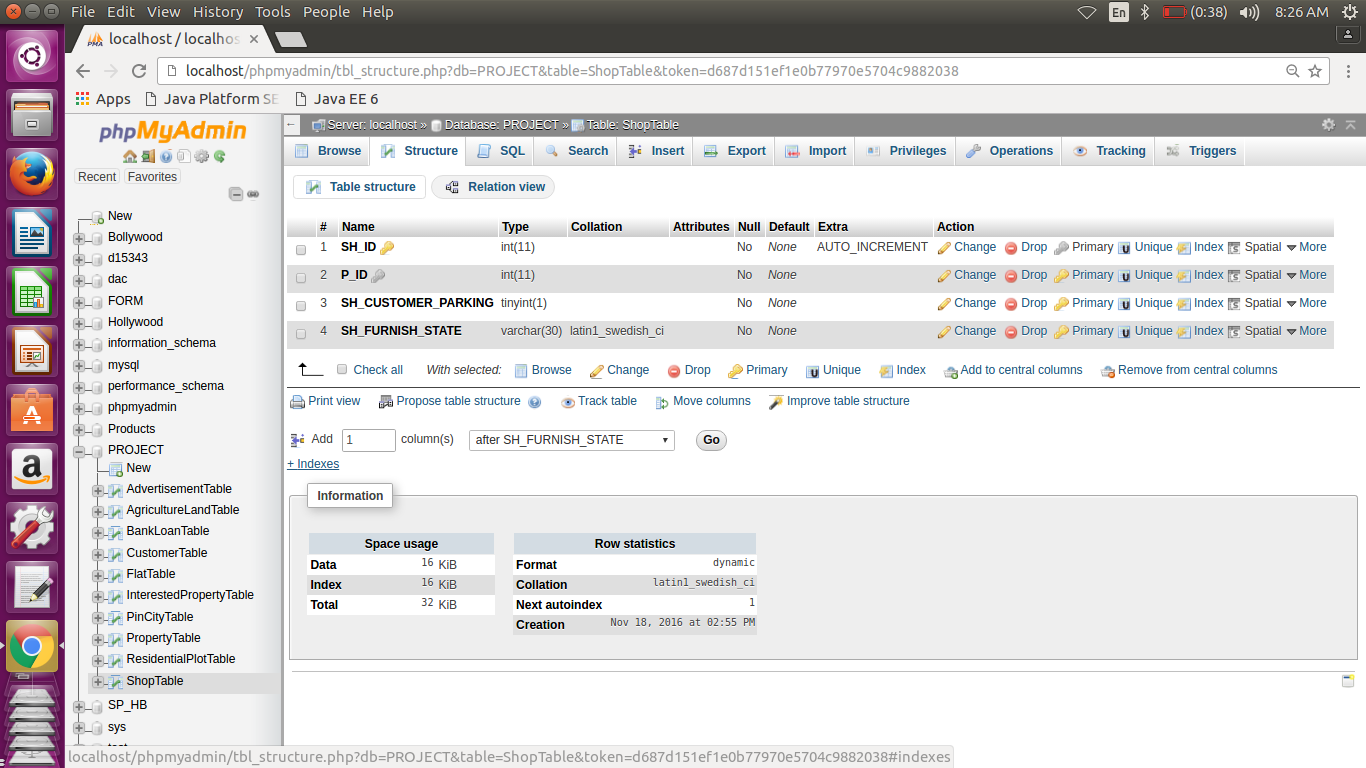 File Edit View History Tools People Help
En (0:38) 8:26 AM
localhost / localhos
localhost/phpmyadmin/tbl_structure.php?db=PROJECT&table=ShopTable&token=d687d151ef1e0b77970e5704c9882038
Apps Java Platform SE Java EE 6
phpMyAdmin
Recent Favorites
New
Bollywood
d15343
dac
FORM
Hollywood
information_schema
mysql
performance_schema
phpmyadmin
Products
PROJECT
New
AdvertisementTable
AgricultureLandTable
BankLoanTable
CustomerTable
FlatTable
InterestedPropertyTable
PinCityTable
PropertyTable
ResidentialPlotTable
ShopTable
SP_HB
sys
Server: localhost » Database: PROJECT » Table: ShopTable
Browse Structure SQL Search Insert Export Import Privileges Operations Tracking Triggers
Table structure Relation view
# Name Type Collation Attributes Null Default Extra Action
1 SH_ID int(11) No None AUTO_INCREMENT Change Drop Primary Unique Index Spatial More
2 P_ID int(11) No None Change Drop Primary Unique Index Spatial More
3 SH_CUSTOMER_PARKING tinyint(1) No None Change Drop Primary Unique Index Spatial More
4 SH_FURNISH_STATE varchar(30) latin1_swedish_ci No None Change Drop Primary Unique Index Spatial More
Check all With selected: Browse Change Drop Primary Unique Index Add to central columns Remove from central columns
Print view Propose table structure Track table Move columns Improve table structure
Add 1 column(s) after SH_FURNISH_STATE Go
+ Indexes
Information
Space usage
Data 16 KiB
Index 16 KiB
Total 32 KiB
Row statistics
Format dynamic
Collation latin1_swedish_ci
Next autoindex 1
Creation Nov 18, 2016 at 02:55 PM
localhost/phpmyadmin/tbl_structure.php?db=PROJECT&table=ShopTable&token=d687d151ef1e0b77970e5704c9882038#indexes